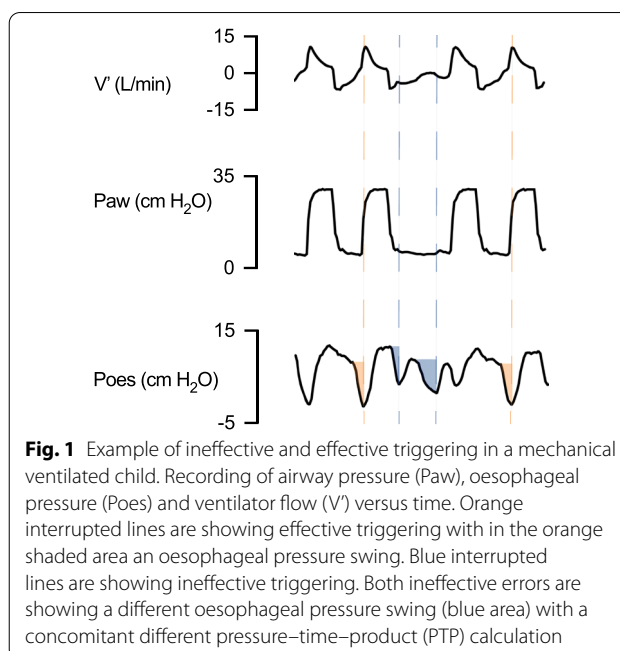 15
V' (L/min)
0
-15
35
Paw (cm H₂O)
0
15
Poes (cm H₂O)
-5
Fig. 1 Example of ineffective and effective triggering in a mechanical
ventilated child. Recording of airway pressure (Paw), oesophageal
pressure (Poes) and ventilator flow (V') versus time. Orange
interrupted lines are showing effective triggering with in the orange
shaded area an oesophageal pressure swing. Blue interrupted
lines are showing ineffective triggering. Both ineffective errors are
showing a different oesophageal pressure swing (blue area) with a
concomitant different pressure–time–product (PTP) calculation